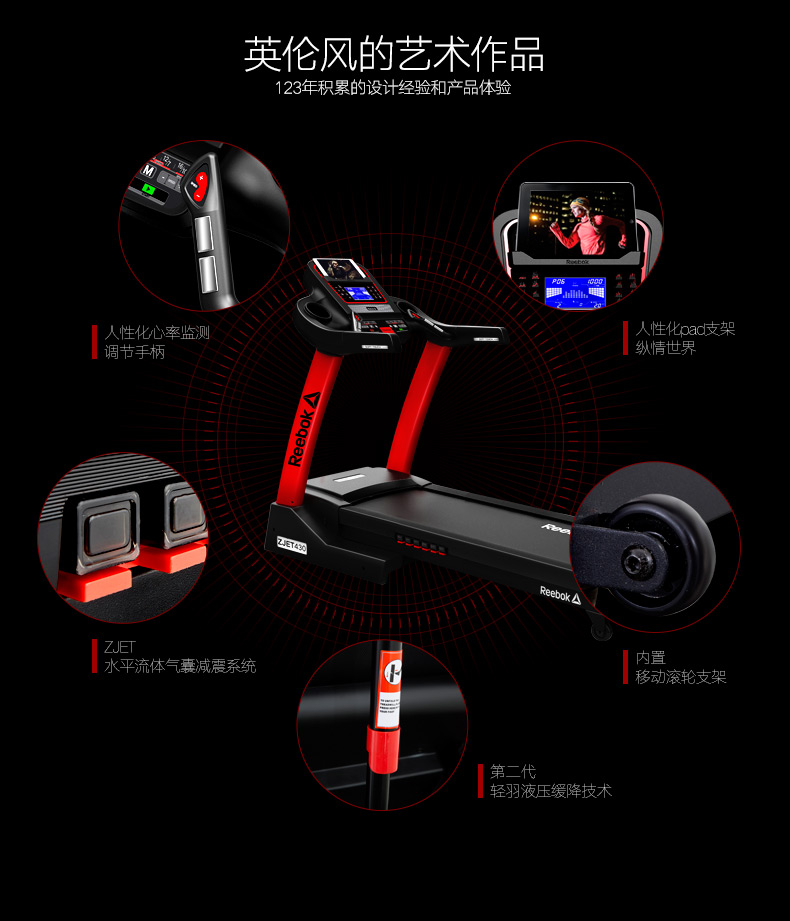 英伦风的艺术作品
123年积累的设计经验和产品体验
M
人性化心率监测
调节手柄
Reebok
P06 1000
人性化pad支架
纵情世界
Reebok
ZJET430
Reebok
ZJET
水平流体气囊减震系统
内置
移动滚轮支架
第二代
轻羽液压缓降技术